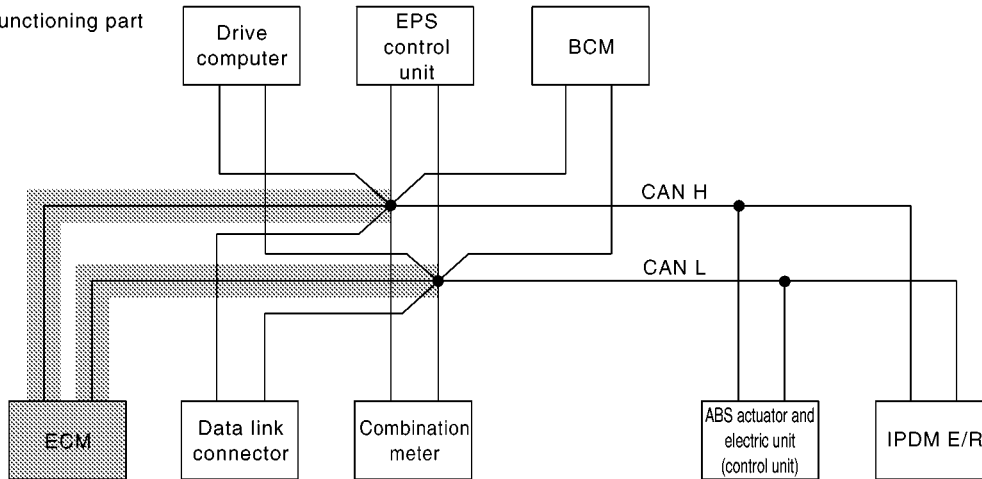 unctioning part
Drive
computer
EPS
control
unit
BCM
CAN H
CAN L
ECM
Data link
connector
Combination
meter
ABS actuator and
electric unit
(control unit)
IPDM E/R